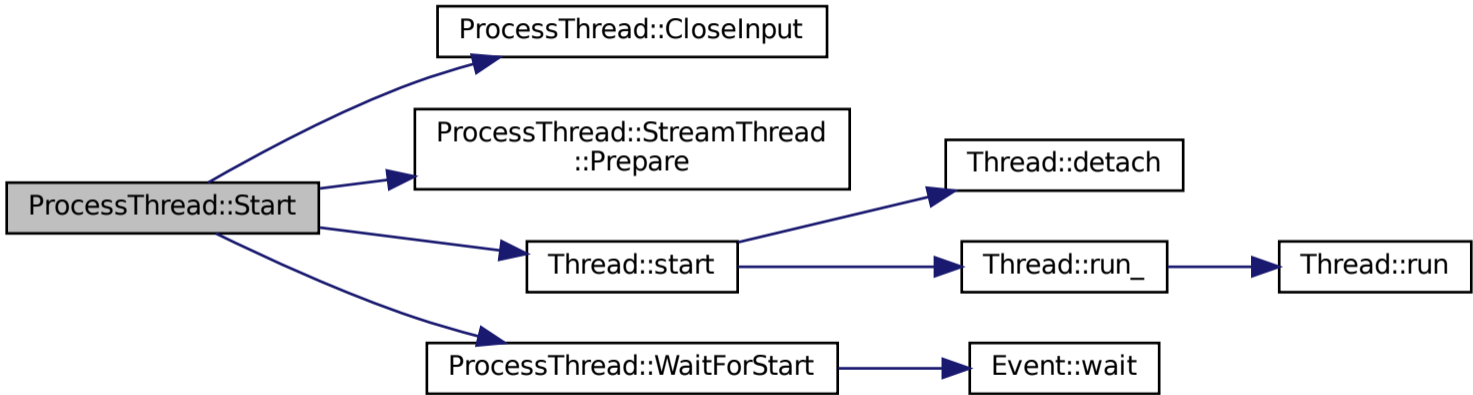 ProcessThread::CloseInput
ProcessThread::StreamThread
::Prepare
Thread::detach
ProcessThread::Start
Thread::start
Thread::run_
Thread::run
ProcessThread::WaitForStart
Event::wait